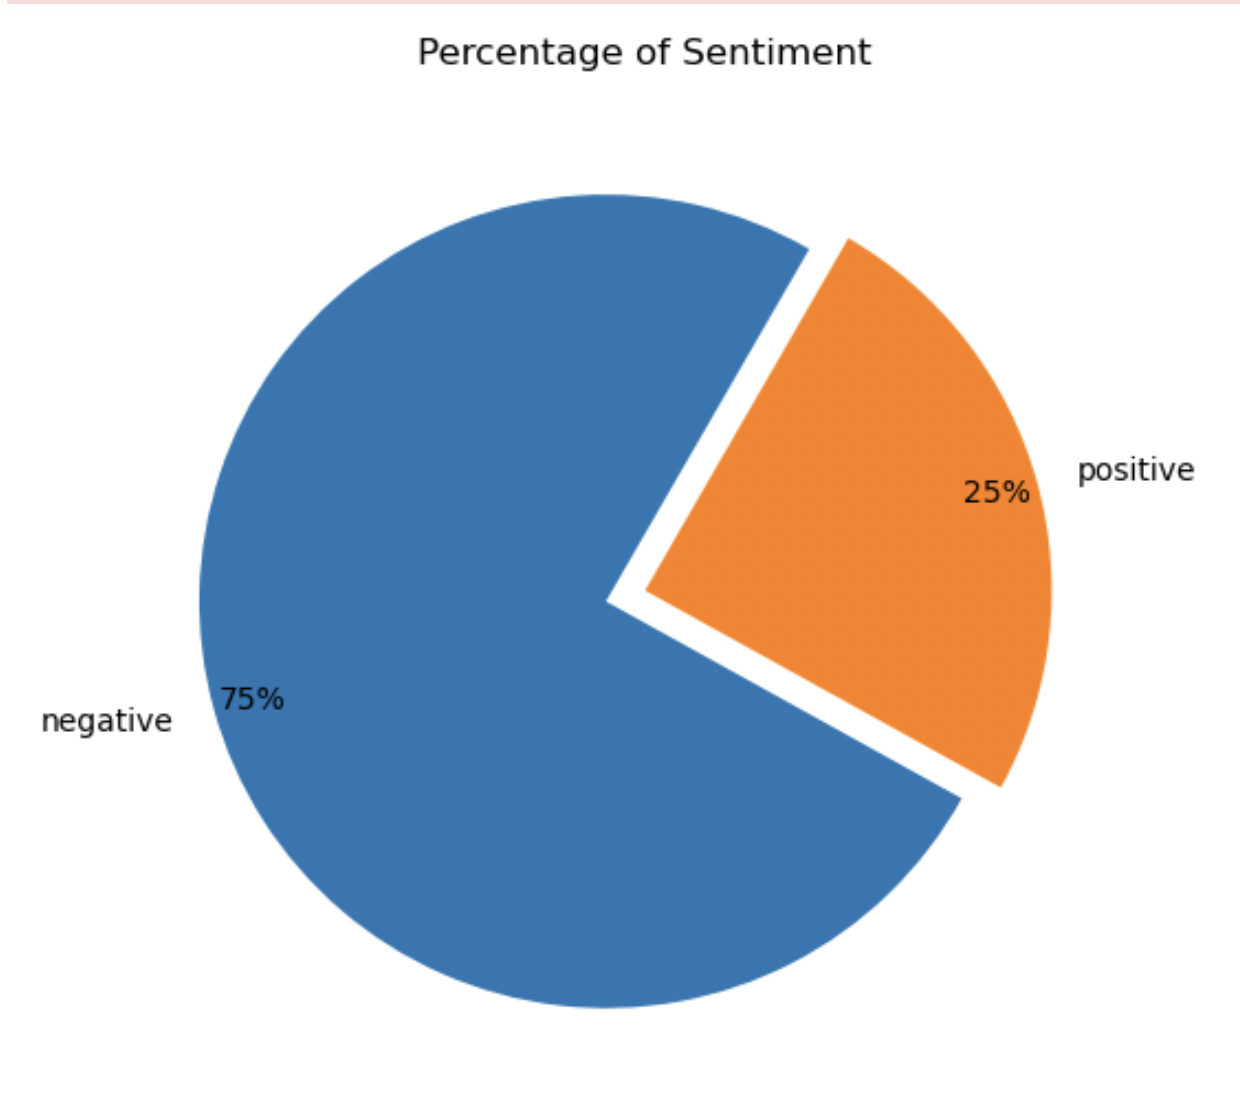 Percentage of Sentiment
positive
25%
75%
negative